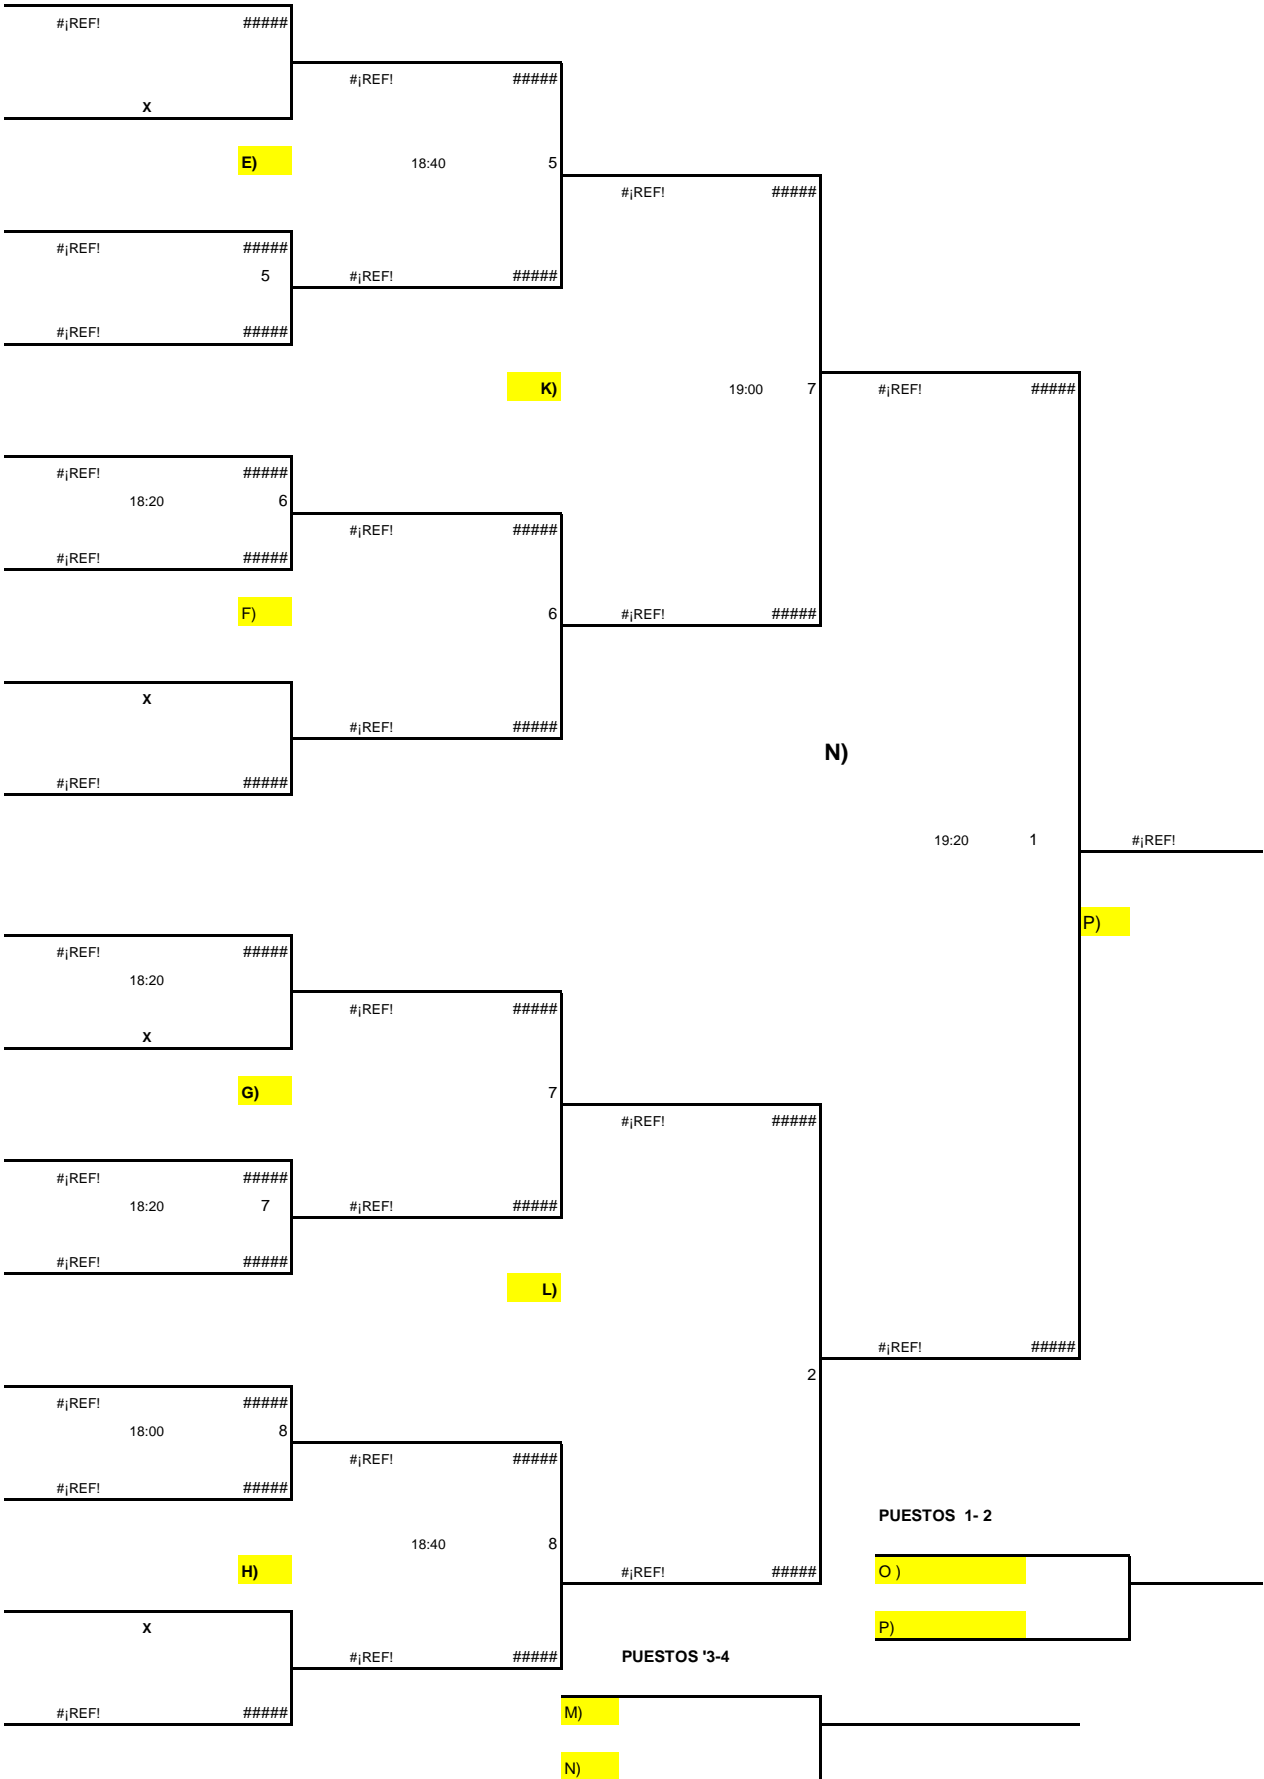 #¡REF! #####
#¡REF! #####
X
E) 18:40 5
#¡REF! #####
#¡REF! #####
5 #¡REF! #####
#¡REF! #####
K) 19:00 7 #¡REF! #####
#¡REF! #####
18:20 6
#¡REF! #####
#¡REF! #####
F) 6 #¡REF! #####
X
#¡REF! #####
N)
#¡REF! #####
19:20 1 #¡REF!
P)
#¡REF! #####
18:20
#¡REF! #####
X
G) 7
#¡REF! #####
#¡REF! #####
18:20 7 #¡REF! #####
#¡REF! #####
L)
#¡REF! #####
2
#¡REF! #####
18:00 8
#¡REF! #####
#¡REF! #####
PUESTOS 1- 2
18:40 8
H) #¡REF! ##### O )
X P)
#¡REF! ##### PUESTOS '3-4
#¡REF! ##### M)
N)